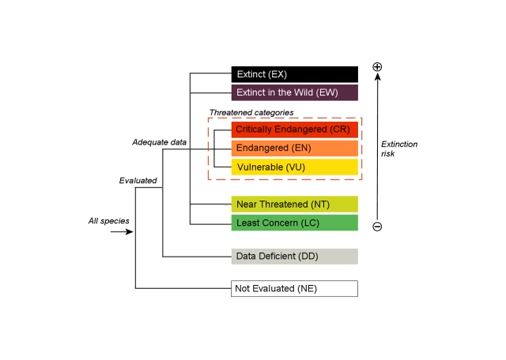 Extinct (EX)
Extinct in the Wild (EW)
Threatened categories
Critically Endangered (CR)
Adequate data
Endangered (EN)
Extinction
risk
Vulnerable (VU)
Evaluated
Near Threatened (NT)
All species
Least Concern (LC)
Data Deficient (DD)
Not Evaluated (NE)